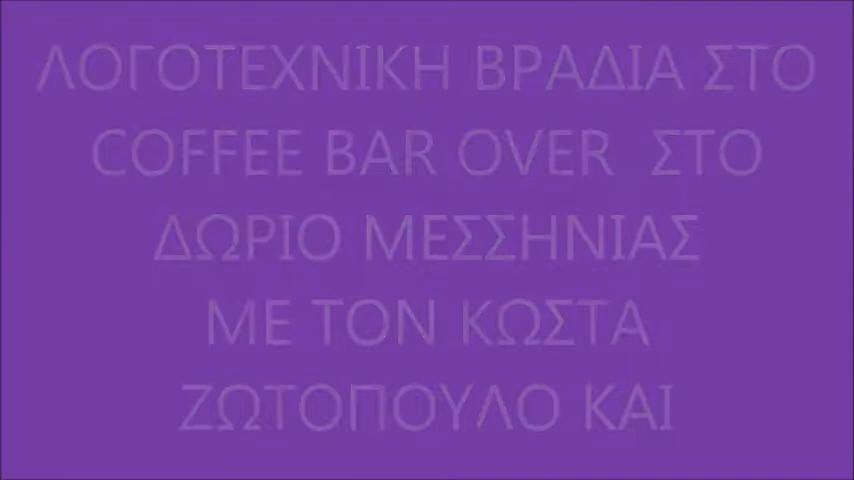 ΛΟΓΟΤΕΧΝΙΚΗ ΒΡΑΔΙΑ ΣΤΟ
COFFEE BAR OVER ΣΤΟ
ΔΩΡΙΟ ΜΕΣΣΗΝΙΑΣ
ΜΕ ΤΟΝ ΚΩΣΤΑ
ΖΩΤΟΠΟΥΛΟ ΚΑΙ